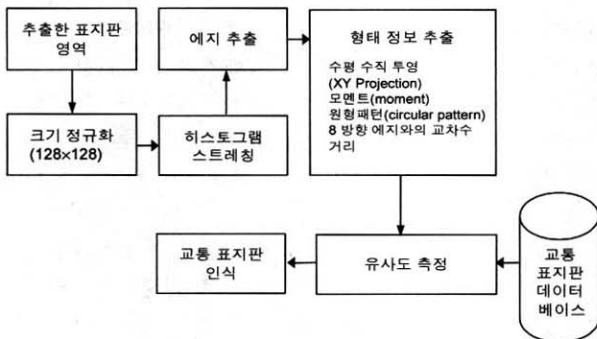 추출한 표지판
영역
크기 정규화
(128×128)
히스토그램
스트레칭
에지 추출
형태 정보 추출
수평 수직 투영
(XY Projection)
모멘트(moment)
원형패턴(circular pattern)
8 방향 에지와의 교차수
거리
유사도 측정
교통
표지판
데이터
베이스
교통 표지판
인식